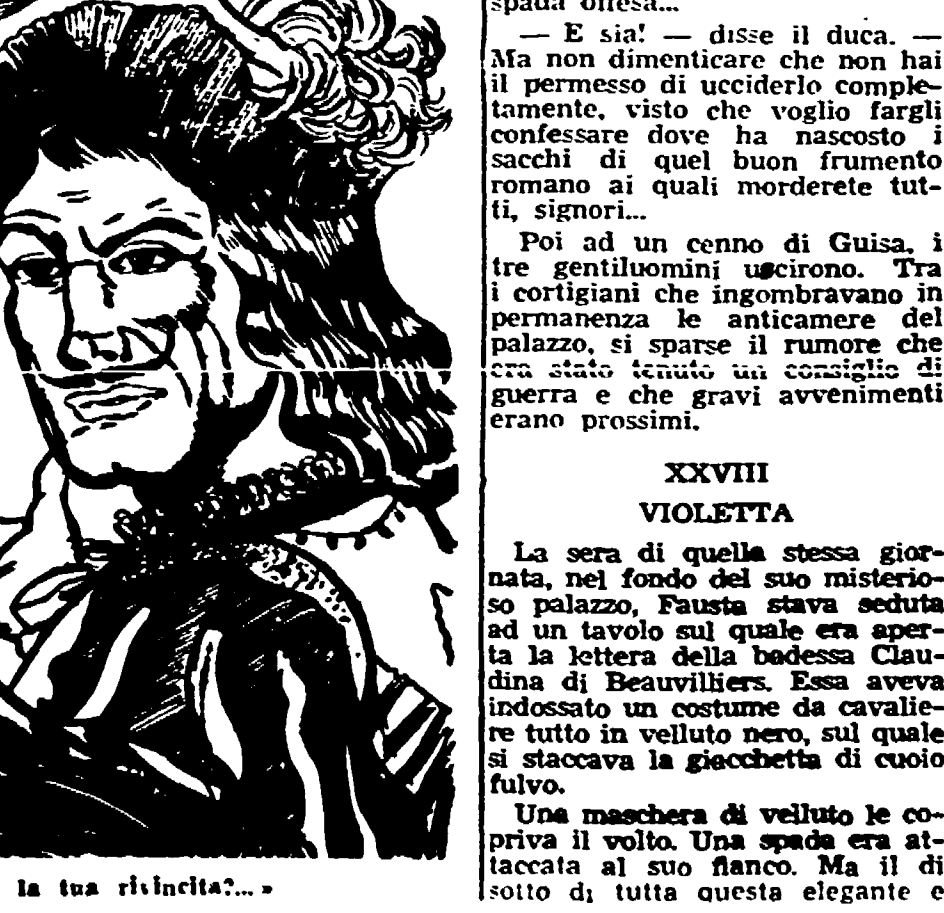 la tua rivincita?... »
spada offesa...
— E sia! — disse il duca. —
Ma non dimenticare che non hai
il permesso di ucciderlo comple-
tamente, visto che voglio fargli
confessare dove ha nascosto i
sacchi di quel buon frumento
romano ai quali morderete tut-
ti, signori...
Poi ad un cenno di Guisa, i
tre gentiluomini uscirono. Tra
i cortigiani che ingombravano in
permanenza le anticamere del
palazzo, si sparse il rumore che
era stato tenuto un consiglio di
guerra e che gravi avvenimenti
erano prossimi.
XXVIII
VIOLETTA
La sera di quella stessa gior-
nata, nel fondo del suo misterio-
so palazzo, Fausta stava seduta
ad un tavolo sul quale era aper-
ta la lettera della badessa Clau-
dina di Beauvilliers. Essa aveva
indossato un costume da cavalie-
re tutto in velluto nero, sul quale
si staccava la giacchetta di cuoio
fulvo.
Una maschera di velluto le co-
priva il volto. Una spada era at-
taccata al suo fianco. Ma il di
sotto di tutta questa elegante e